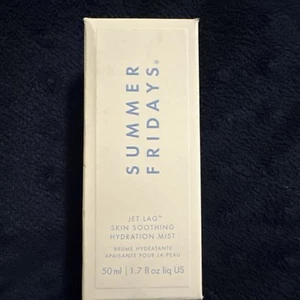 SUMMER
FRIDAYS®
JET LAG™
SKIN SOOTHING
HYDRATION MIST
BRUME HYDRATANTE
APAISANTE POUR LA PEAU
50 ml | 1.7 fl oz liq US